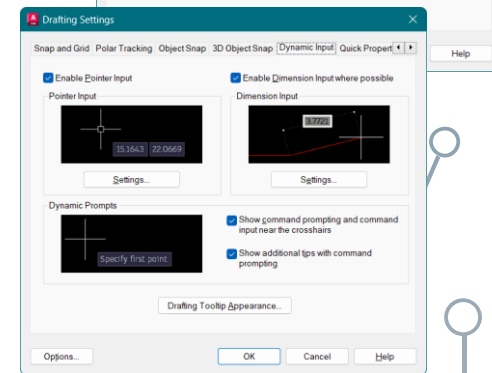 Drafting Settings
Snap and Grid Polar Tracking Object Snap 3D Object Snap Dynamic Input Quick Propert
Help
Enable Pointer Input
Enable Dimension Input where possible
Pointer Input
Dimension Input
3.7721
15.1643 22.0669
Settings...
Settings...
Dynamic Prompts
Show command prompting and command
input near the crosshairs
Show additional tips with command
prompting
Specify first point
Drafting Tooltip Appearance...
Options...
OK
Cancel
Help